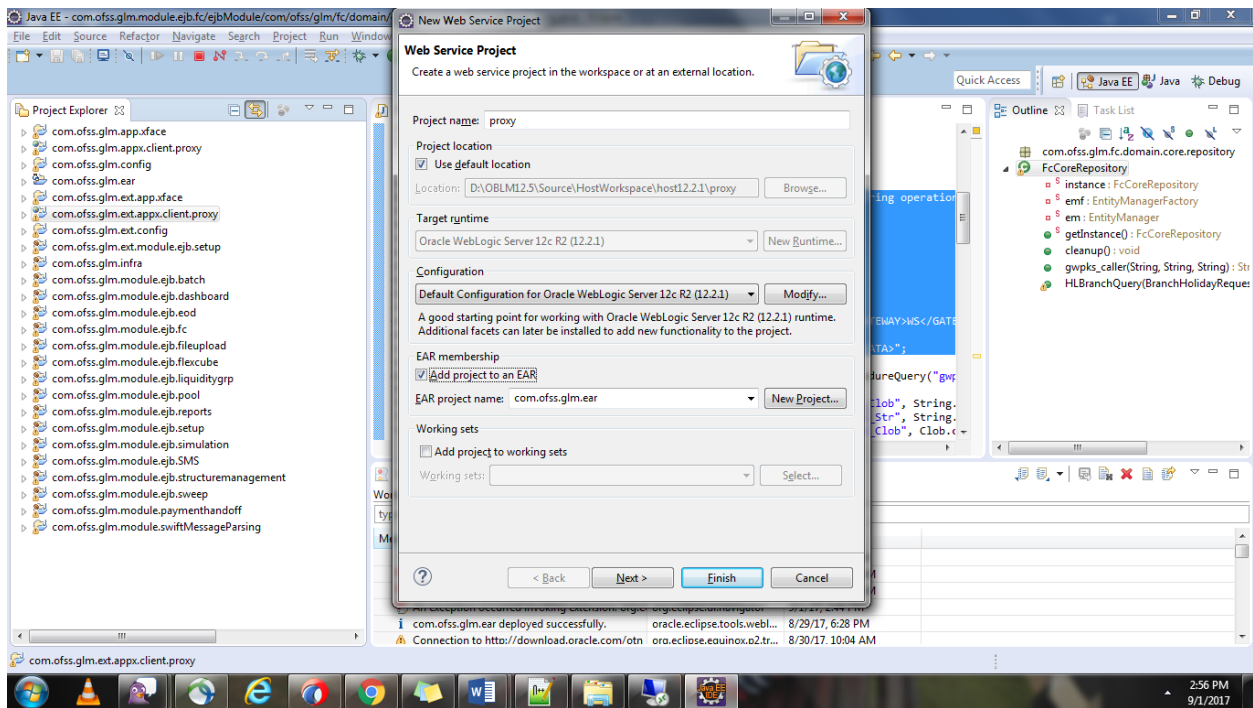 Java EE - com.ofss.glm.module.ejb.fc/ejbModule/com/ofss/glm/fc/domain/
File Edit Source Refactor Navigate Search Project Run Window
Quick Access
Java EE
Java
Debug
Project Explorer
com.ofss.glm.app.xface
com.ofss.glm.appx.client.proxy
com.ofss.glm.config
com.ofss.glm.ear
com.ofss.glm.ext.app.xface
com.ofss.glm.ext.appx.client.proxy
com.ofss.glm.ext.config
com.ofss.glm.ext.module.ejb.setup
com.ofss.glm.infra
com.ofss.glm.module.ejb.batch
com.ofss.glm.module.ejb.dashboard
com.ofss.glm.module.ejb.eod
com.ofss.glm.module.ejb.fc
com.ofss.glm.module.ejb.fileupload
com.ofss.glm.module.ejb.flexcube
com.ofss.glm.module.ejb.liquiditygrp
com.ofss.glm.module.ejb.pool
com.ofss.glm.module.ejb.reports
com.ofss.glm.module.ejb.setup
com.ofss.glm.module.ejb.simulation
com.ofss.glm.module.ejb.SMS
com.ofss.glm.module.ejb.structuremanagement
com.ofss.glm.module.ejb.sweep
com.ofss.glm.module.paymenthandoff
com.ofss.glm.module.swiftMessageParsing
New Web Service Project
Web Service Project
Create a web service project in the workspace or at an external location.
Project name: proxy
Project location
Use default location
Location: D:\OBLM12.5\Source\HostWorkspace\host12.2.1\proxy Browse...
Target runtime
Oracle WebLogic Server 12c R2 (12.2.1) New Runtime...
Configuration
Default Configuration for Oracle WebLogic Server 12c R2 (12.2.1) Modify...
A good starting point for working with Oracle WebLogic Server 12c R2 (12.2.1) runtime.
Additional facets can later be installed to add new functionality to the project.
EAR membership
Add project to an EAR
EAR project name: com.ofss.glm.ear New Project...
Working sets
Add project to working sets
Working sets: Select...
< Back Next > Finish Cancel
ing operation
EWAY>WS</GATE
ATA>";
dureQuery("gwp
Clob", String.
Str", String.
Clob", Clob.c
Outline
Task List
com.ofss.glm.fc.domain.core.repository
FcCoreRepository
instance : FcCoreRepository
emf : EntityManagerFactory
em : EntityManager
getInstance() : FcCoreRepository
cleanup() : void
gwpks_caller(String, String, String) : Str
HLBranchQuery(BranchHolidayReques
Wor
typ
Me
com.ofss.glm.ear deployed successfully. oracle.eclipse.tools.webl... 8/29/17, 6:28 PM
Connection to http://download.oracle.com/otn org.eclipse.equinox.p2.tr... 8/30/17, 10:04 AM
com.ofss.glm.ext.appx.client.proxy
2:56 PM
9/1/2017